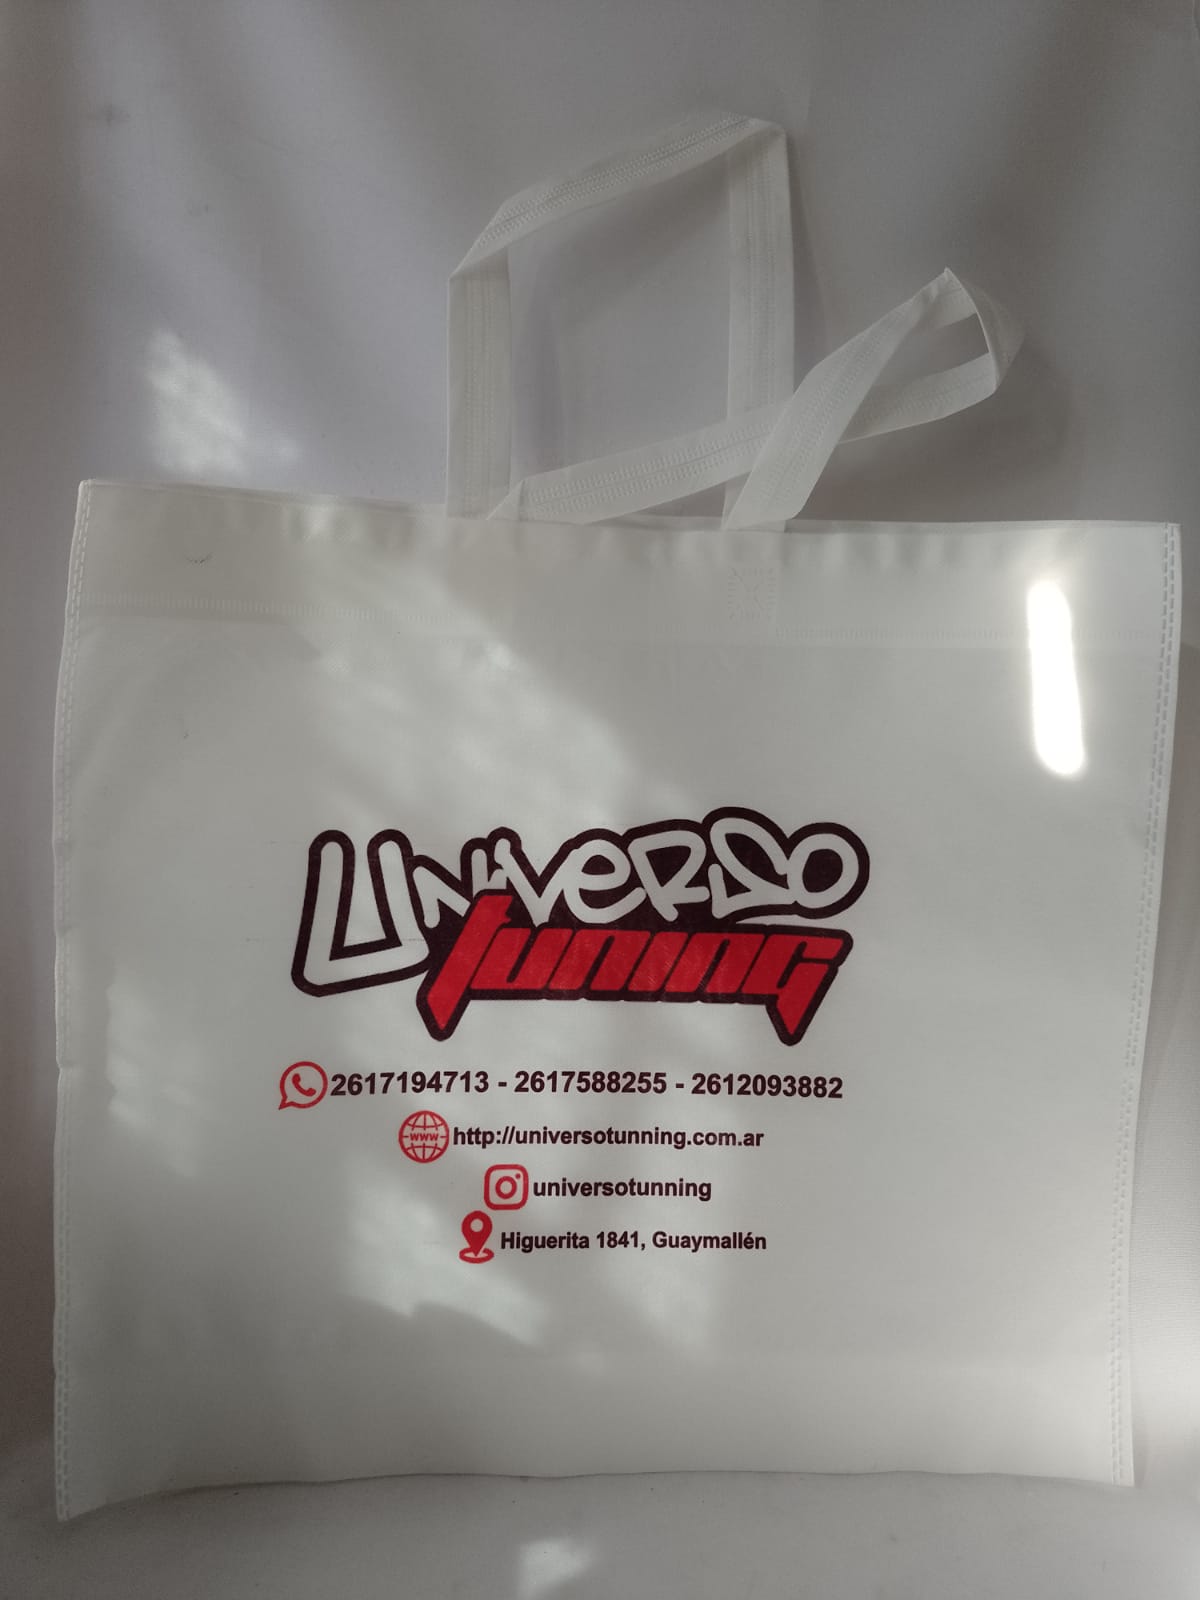 UNIVERSO
tuning
2617194713 - 2617588255 - 2612093882
www http://universotunning.com.ar
universotunning
Higuerita 1841, Guaymallén